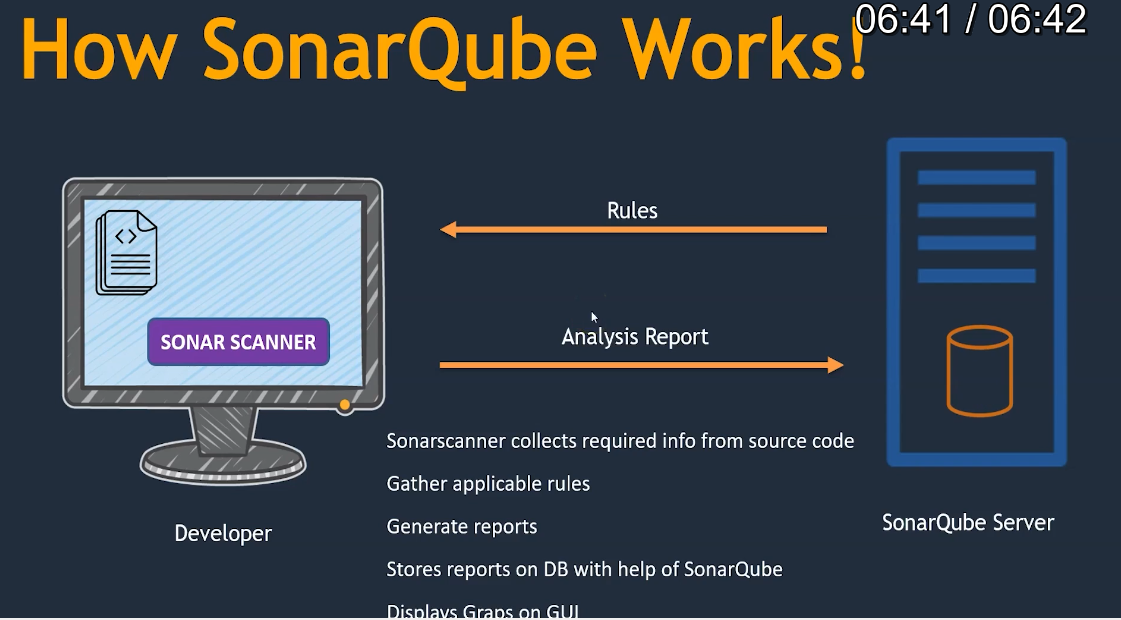 How SonarQube Works!
06:41 / 06:42
Rules
Analysis Report
SONAR SCANNER
Sonarscanner collects required info from source code
Gather applicable rules
Generate reports
Stores reports on DB with help of SonarQube
Displays Graps on GUI
Developer
SonarQube Server